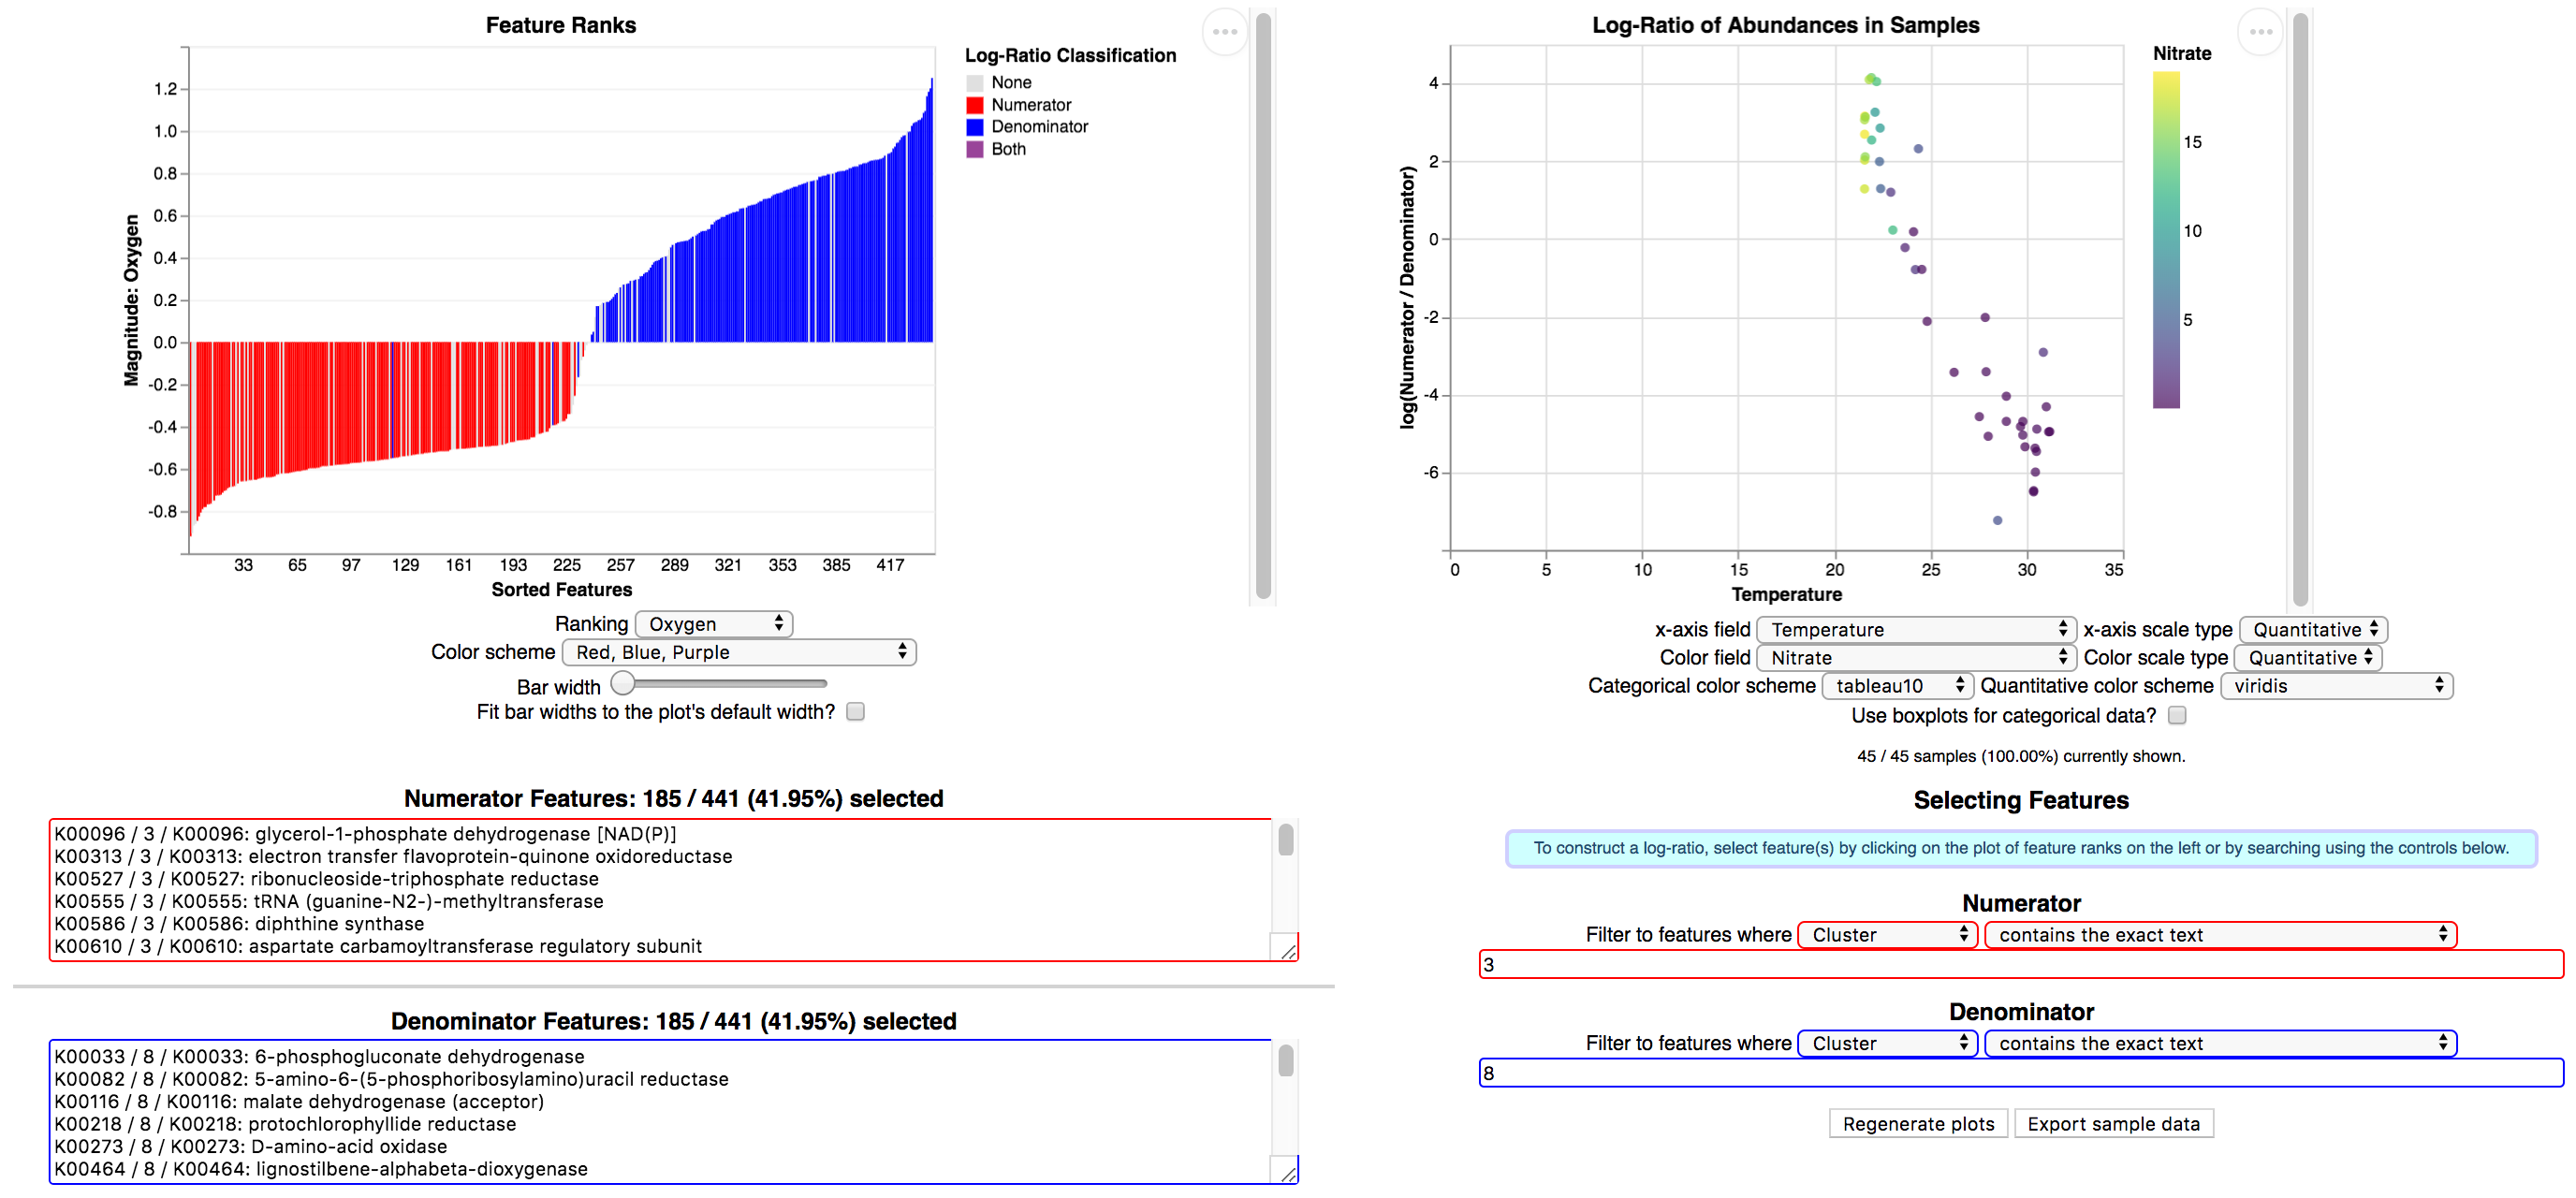 Feature Ranks
Magnitude: Oxygen
1.2
1.0
0.8
0.6
0.4
0.2
0.0
-0.2
-0.4
-0.6
-0.8
33 65 97 129 161 193 225 257 289 321 353 385 417
Sorted Features
Log-Ratio Classification
None
Numerator
Denominator
Both
Ranking Oxygen
Color scheme Red, Blue, Purple
Bar width
Fit bar widths to the plot's default width?
Numerator Features: 185 / 441 (41.95%) selected
K00096 / 3 / K00096: glycerol-1-phosphate dehydrogenase [NAD(P)]
K00313 / 3 / K00313: electron transfer flavoprotein-quinone oxidoreductase
K00527 / 3 / K00527: ribonucleoside-triphosphate reductase
K00555 / 3 / K00555: tRNA (guanine-N2-)-methyltransferase
K00586 / 3 / K00586: diphthine synthase
K00610 / 3 / K00610: aspartate carbamoyltransferase regulatory subunit
Denominator Features: 185 / 441 (41.95%) selected
K00033 / 8 / K00033: 6-phosphogluconate dehydrogenase
K00082 / 8 / K00082: 5-amino-6-(5-phosphoribosylamino)uracil reductase
K00116 / 8 / K00116: malate dehydrogenase (acceptor)
K00218 / 8 / K00218: protochlorophyllide reductase
K00273 / 8 / K00273: D-amino-acid oxidase
K00464 / 8 / K00464: lignostilbene-alphabeta-dioxygenase
Log-Ratio of Abundances in Samples
log(Numerator / Denominator)
4
2
0
-2
-4
-6
0 5 10 15 20 25 30 35
Temperature
Nitrate
15
10
5
x-axis field Temperature x-axis scale type Quantitative
Color field Nitrate Color scale type Quantitative
Categorical color scheme tableau10 Quantitative color scheme viridis
Use boxplots for categorical data?
45 / 45 samples (100.00%) currently shown.
Selecting Features
To construct a log-ratio, select feature(s) by clicking on the plot of feature ranks on the left or by searching using the controls below.
Numerator
Filter to features where Cluster contains the exact text
3
Denominator
Filter to features where Cluster contains the exact text
8
Regenerate plots Export sample data